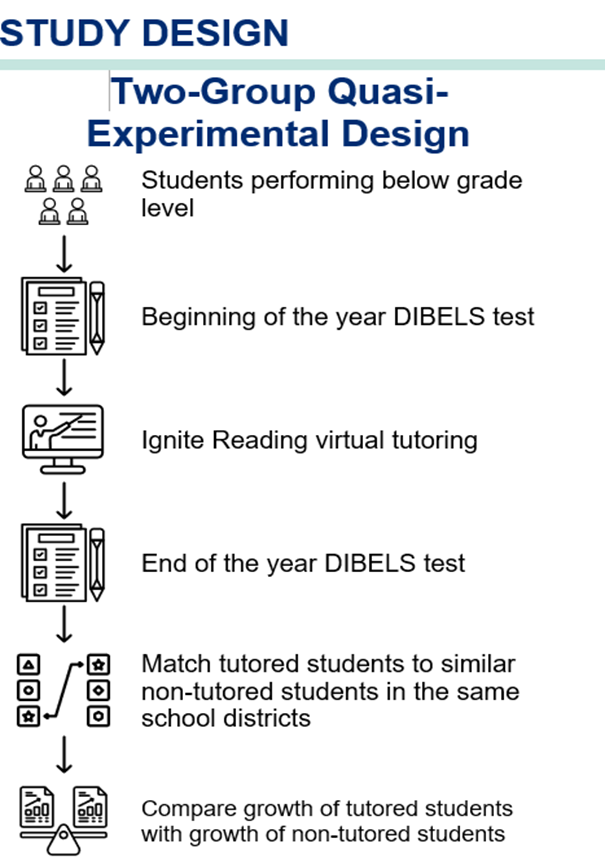 STUDY DESIGN
Two-Group Quasi-
Experimental Design
Students performing below grade
level
Beginning of the year DIBELS test
Ignite Reading virtual tutoring
End of the year DIBELS test
Match tutored students to similar
non-tutored students in the same
school districts
Compare growth of tutored students
with growth of non-tutored students